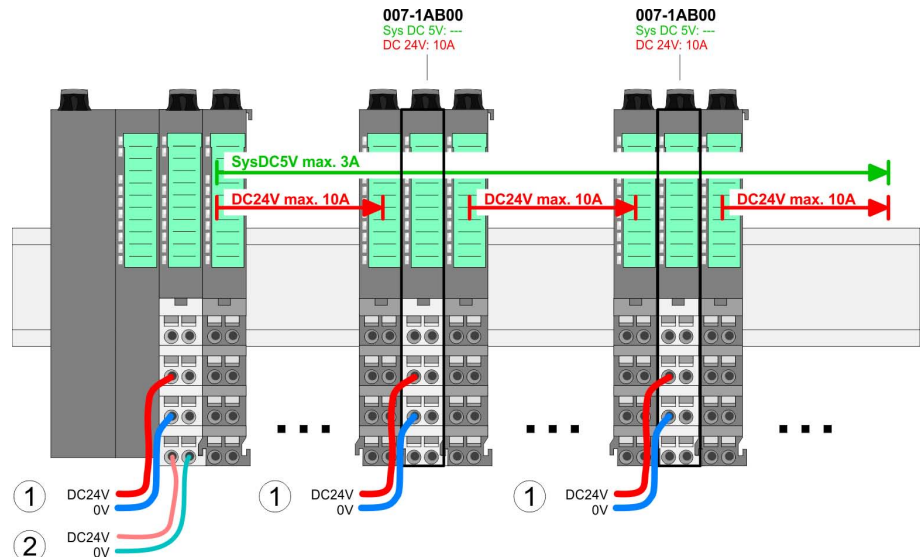 007-1AB00
Sys DC 5V: ---
DC 24V: 10A
007-1AB00
Sys DC 5V: ---
DC 24V: 10A
SysDC5V max. 3A
DC24V max. 10A
DC24V max. 10A
DC24V max. 10A
1
DC24V
0V
2
DC24V
0V
1
DC24V
0V
1
DC24V
0V